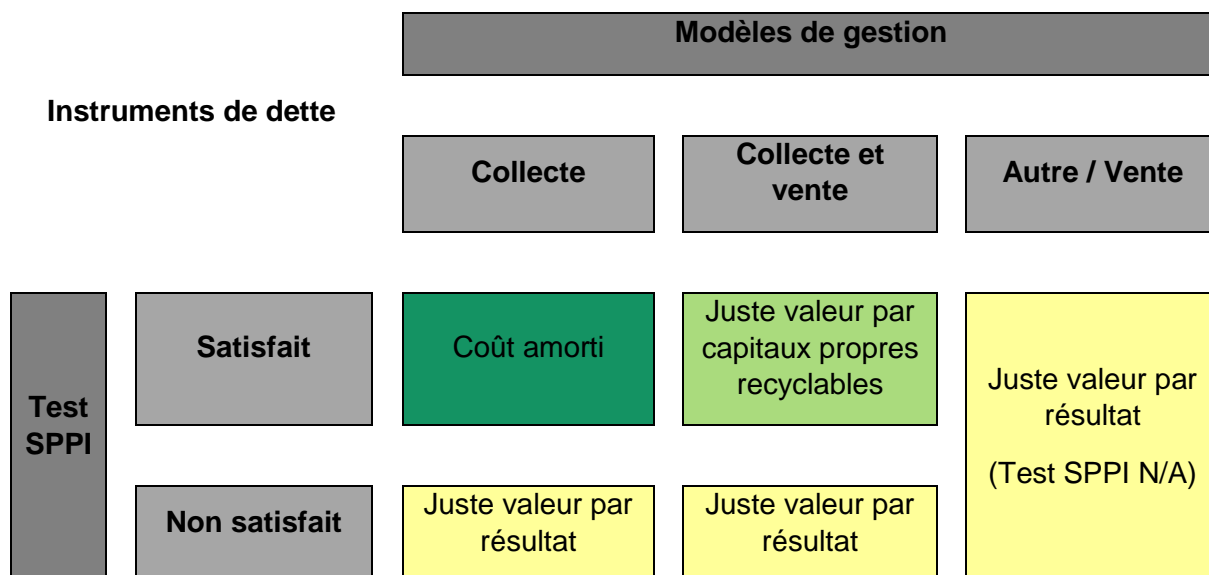 Modèles de gestion
Instruments de dette
Collecte
Collecte et
vente
Autre / Vente
Test
SPPI
Satisfait
Coût amorti
Juste valeur par
capitaux propres
recyclables
Juste valeur par
résultat
(Test SPPI N/A)
Non satisfait
Juste valeur par
résultat
Juste valeur par
résultat